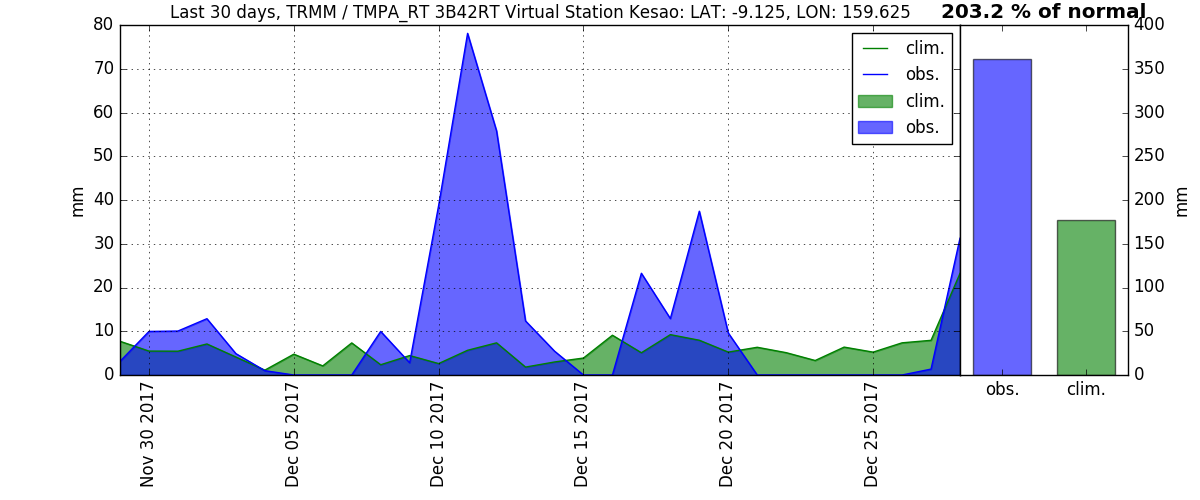 Last 30 days, TRMM / TMPA_RT 3B42RT Virtual Station Kesao: LAT: -9.125, LON: 159.625
203.2 % of normal
80
70
60
50
40
30
20
10
0
mm
clim.
obs.
clim.
obs.
Nov 30 2017
Dec 05 2017
Dec 10 2017
Dec 15 2017
Dec 20 2017
Dec 25 2017
400
350
300
250
200
150
100
50
0
mm
obs.
clim.